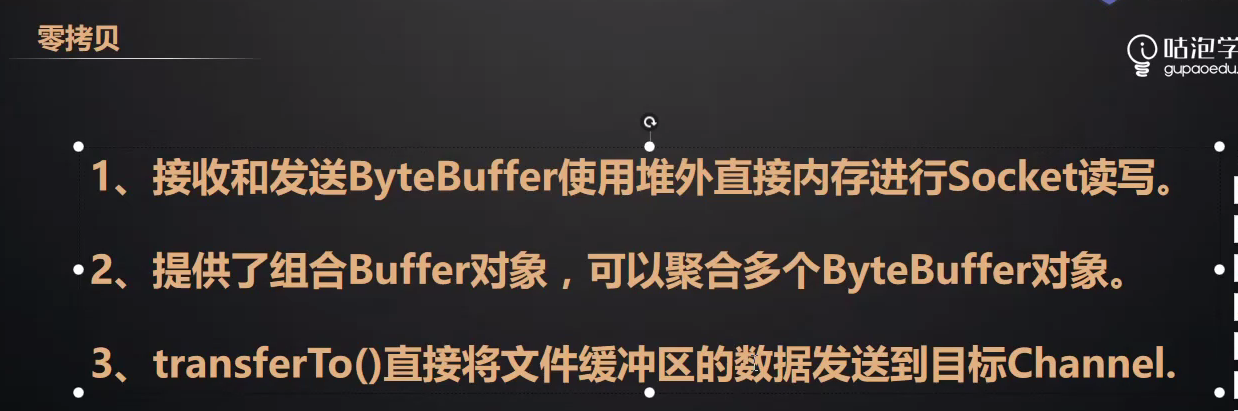 零拷贝
咕泡学
gupaoedu.
1、接收和发送ByteBuffer使用堆外直接内存进行Socket读写。
2、提供了组合Buffer对象，可以聚合多个ByteBuffer对象。
3、transferTo()直接将文件缓冲区的数据发送到目标Channel.